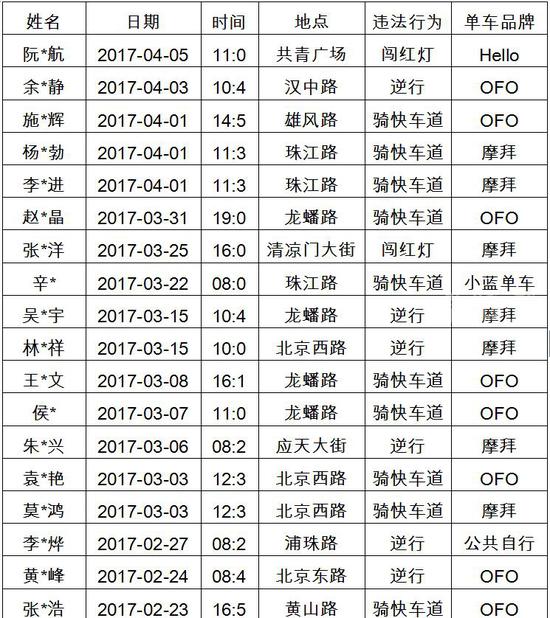 姓名 日期 时间 地点 违法行为 单车品牌
阮*航 2017-04-05 11:0 共青广场 闯红灯 Hello
余*静 2017-04-03 10:4 汉中路 逆行 OFO
施*辉 2017-04-01 14:5 雄风路 骑快车道 OFO
杨*勃 2017-04-01 11:3 珠江路 骑快车道 摩拜
李*进 2017-04-01 11:3 珠江路 骑快车道 摩拜
赵*晶 2017-03-31 19:0 龙蟠路 骑快车道 OFO
张*洋 2017-03-25 16:0 清凉门大街 闯红灯 摩拜
辛* 2017-03-22 08:0 珠江路 骑快车道 小蓝单车
吴*宇 2017-03-15 10:4 龙蟠路 逆行 摩拜
林*祥 2017-03-15 10:0 北京西路 逆行 摩拜
王*文 2017-03-08 16:1 龙蟠路 骑快车道 OFO
侯* 2017-03-07 11:0 龙蟠路 骑快车道 OFO
朱*兴 2017-03-06 08:2 应天大街 逆行 摩拜
袁*艳 2017-03-03 12:3 北京西路 骑快车道 OFO
莫*鸿 2017-03-03 12:3 北京西路 骑快车道 摩拜
李*烨 2017-02-27 08:2 浦珠路 逆行 公共自行
黄*峰 2017-02-24 08:4 北京东路 逆行 OFO
张*浩 2017-02-23 16:5 黄山路 骑快车道 OFO